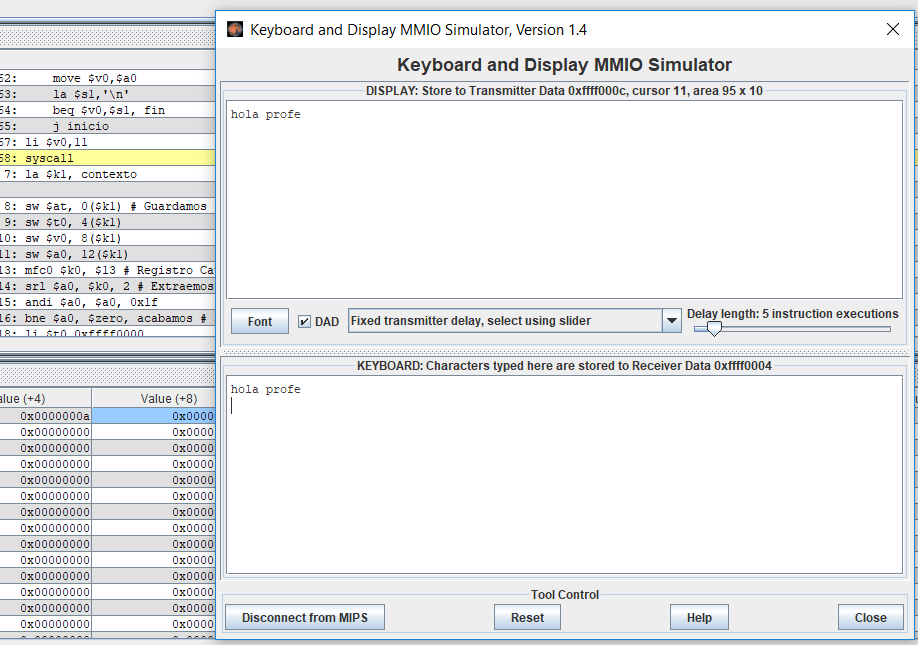 Keyboard and Display MMIO Simulator, Version 1.4
Keyboard and Display MMIO Simulator
DISPLAY: Store to Transmitter Data 0xffff000c, cursor 11, area 95 x 10
hola profe
Font
DAD
Fixed transmitter delay, select using slider
Delay length: 5 instruction executions
KEYBOARD: Characters typed here are stored to Receiver Data 0xffff0004
hola profe
Tool Control
Disconnect from MIPS
Reset
Help
Close
62: move $v0,$a0
63: la $s1,'\n'
64: beq $v0,$s1, fin
65: j inicio
67: li $v0,11
68: syscall
7: la $k1, contexto
8: sw $at, 0($k1) # Guardamos
9: sw $t0, 4($k1)
10: sw $v0, 8($k1)
11: sw $a0, 12($k1)
13: mfc0 $k0, $13 # Registro Ca
14: srl $a0, $k0, 2 # Extraemos
15: andi $a0, $a0, 0x1f
16: bne $a0, $zero, acabamos #
18: li $t0 0xffff0000
alue (+4) Value (+8)
0x0000000a 0x0000
0x00000000 0x0000
0x00000000 0x0000
0x00000000 0x0000
0x00000000 0x0000
0x00000000 0x0000
0x00000000 0x0000
0x00000000 0x0000
0x00000000 0x0000
0x00000000 0x0000
0x00000000 0x0000
0x00000000 0x0000
0x00000000 0x0000
0x00000000 0x0000